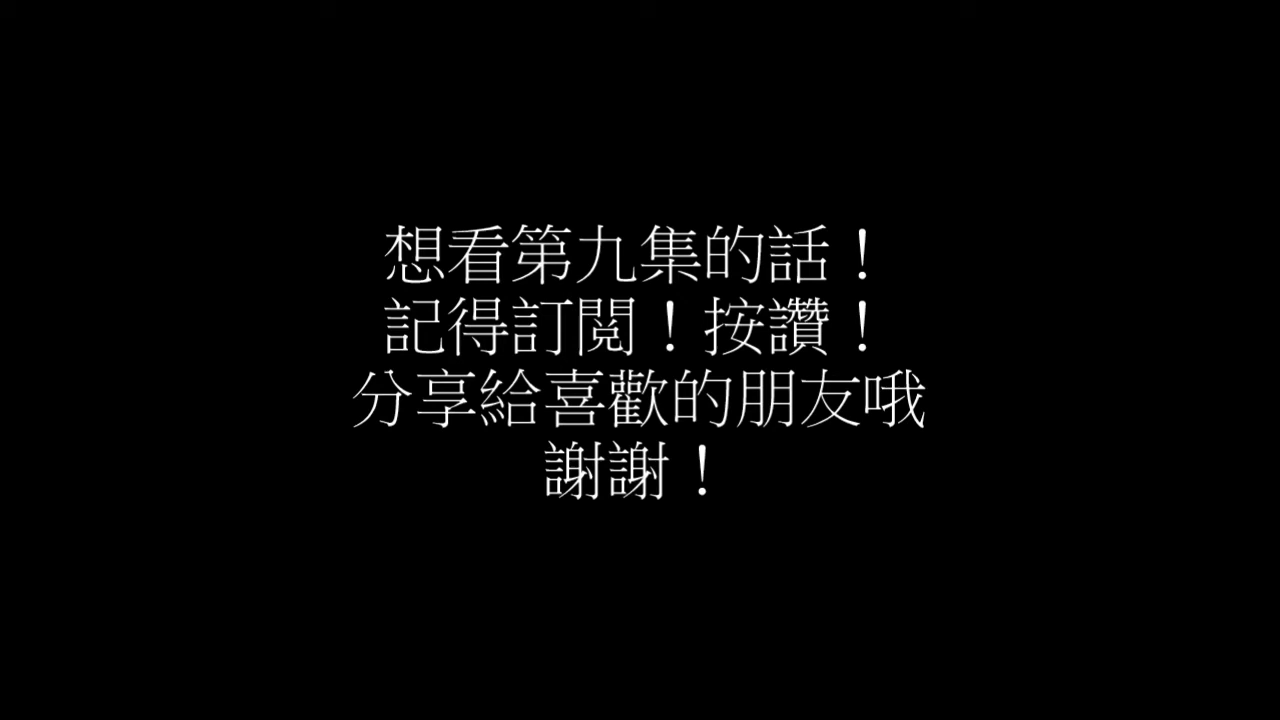 想看第九集的話！
記得訂閱！按讚！
分享給喜歡的朋友哦
謝謝！